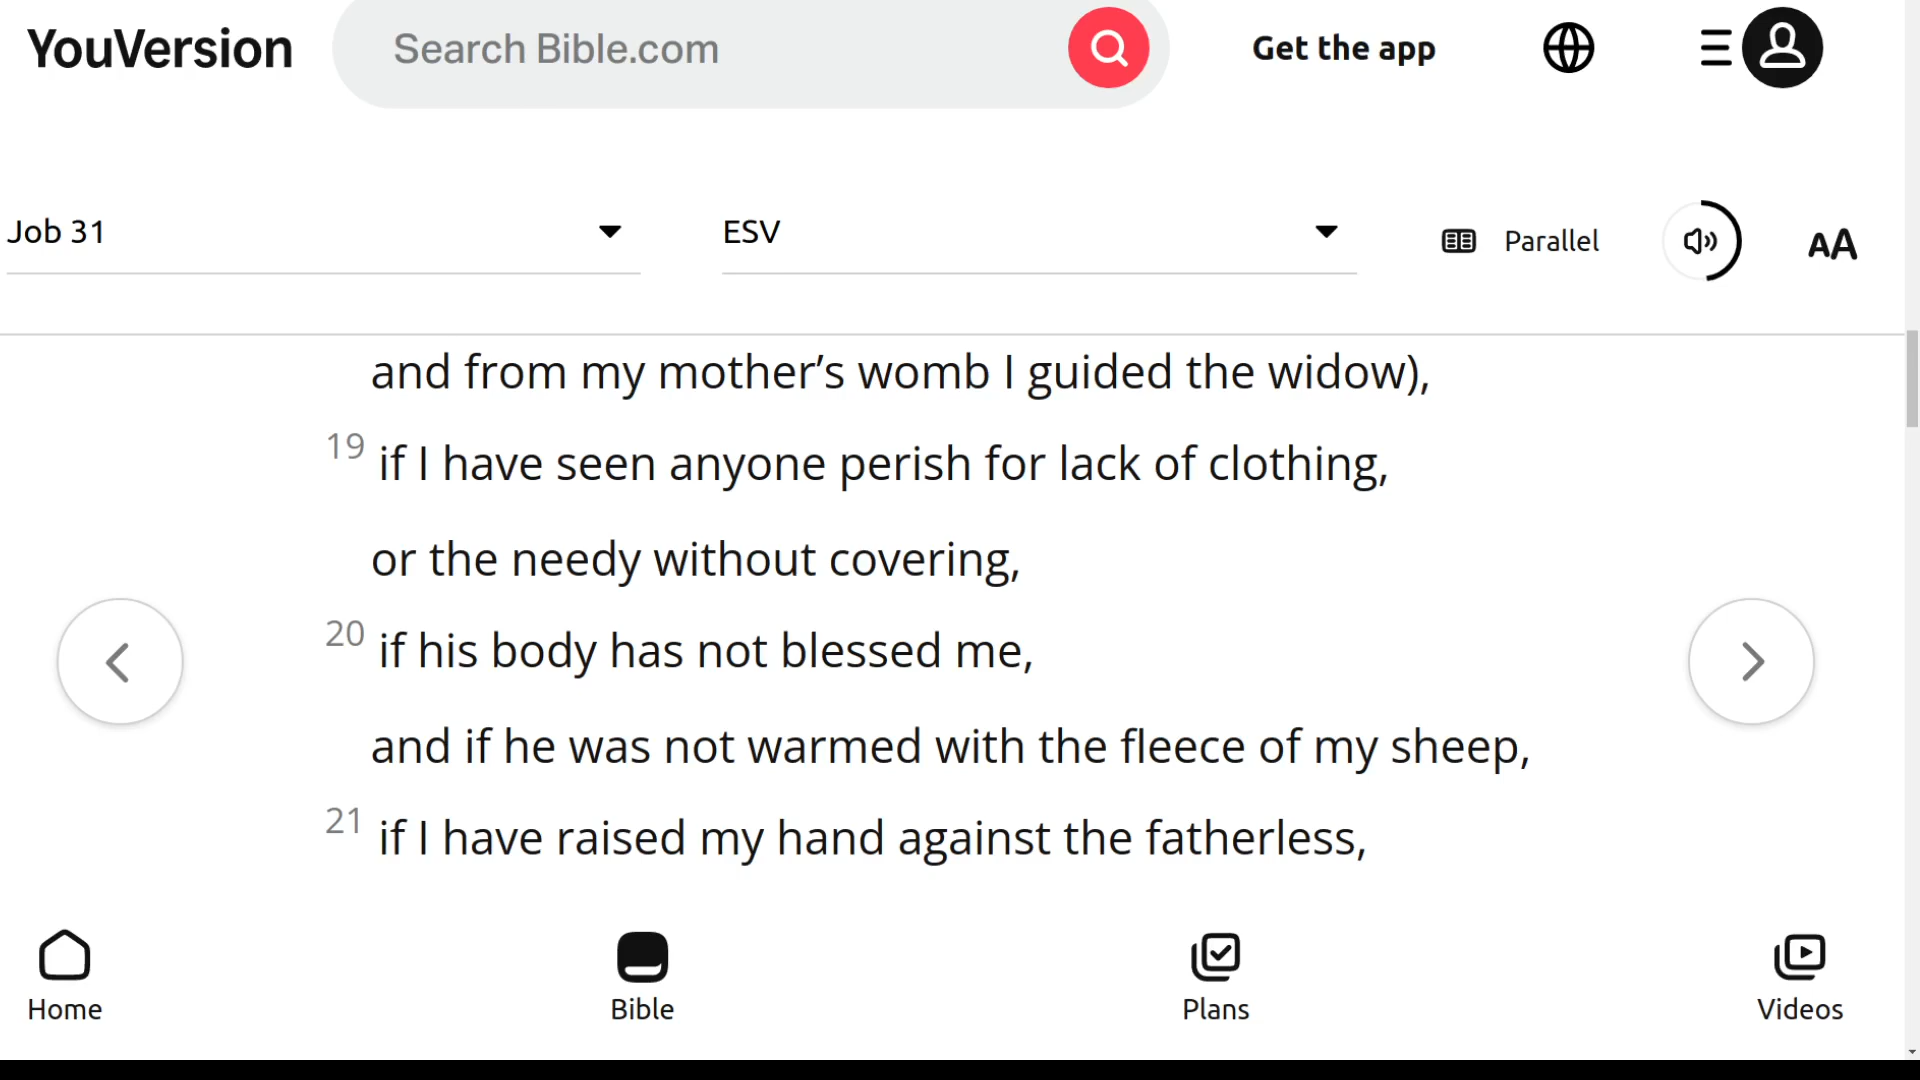 YouVersion Search Bible.com Get the app
Job 31 ESV Parallel AA
and from my mother’s womb I guided the widow),
19 if I have seen anyone perish for lack of clothing,
or the needy without covering,
20 if his body has not blessed me,
and if he was not warmed with the fleece of my sheep,
21 if I have raised my hand against the fatherless,
Home Bible Plans Videos